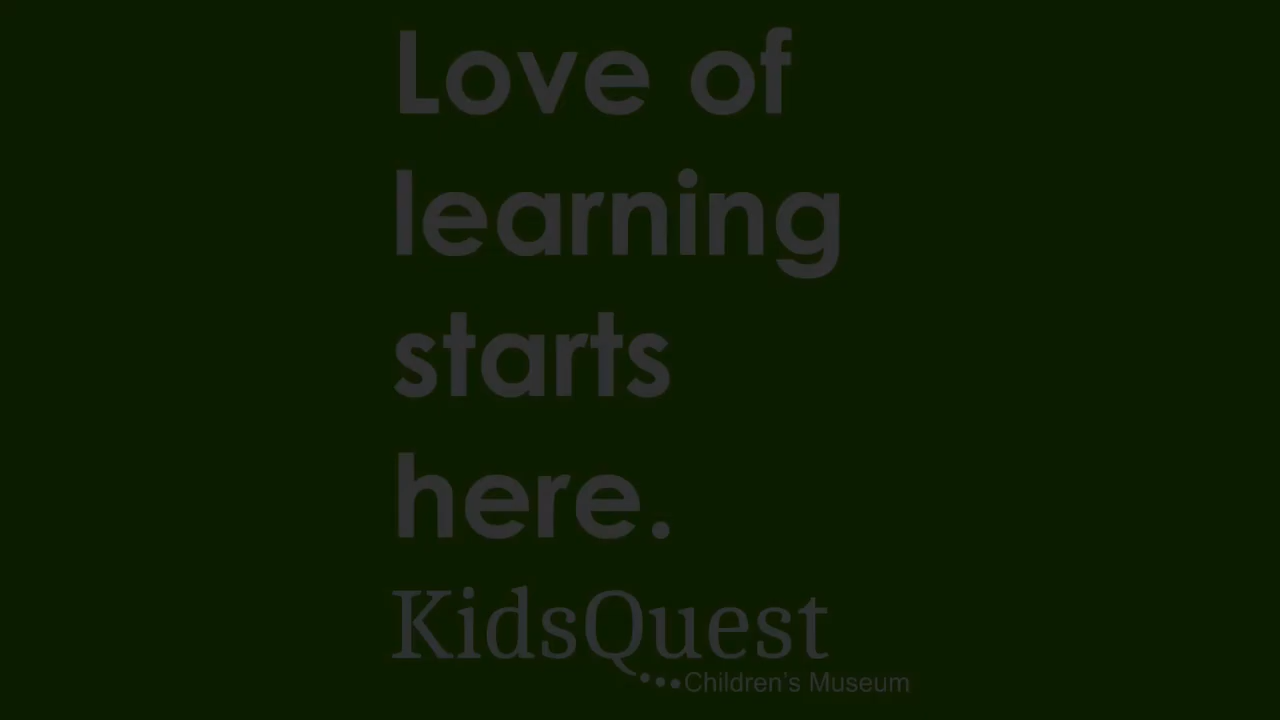 Love of
learning
starts
here.
KidsQuest
Children's Museum